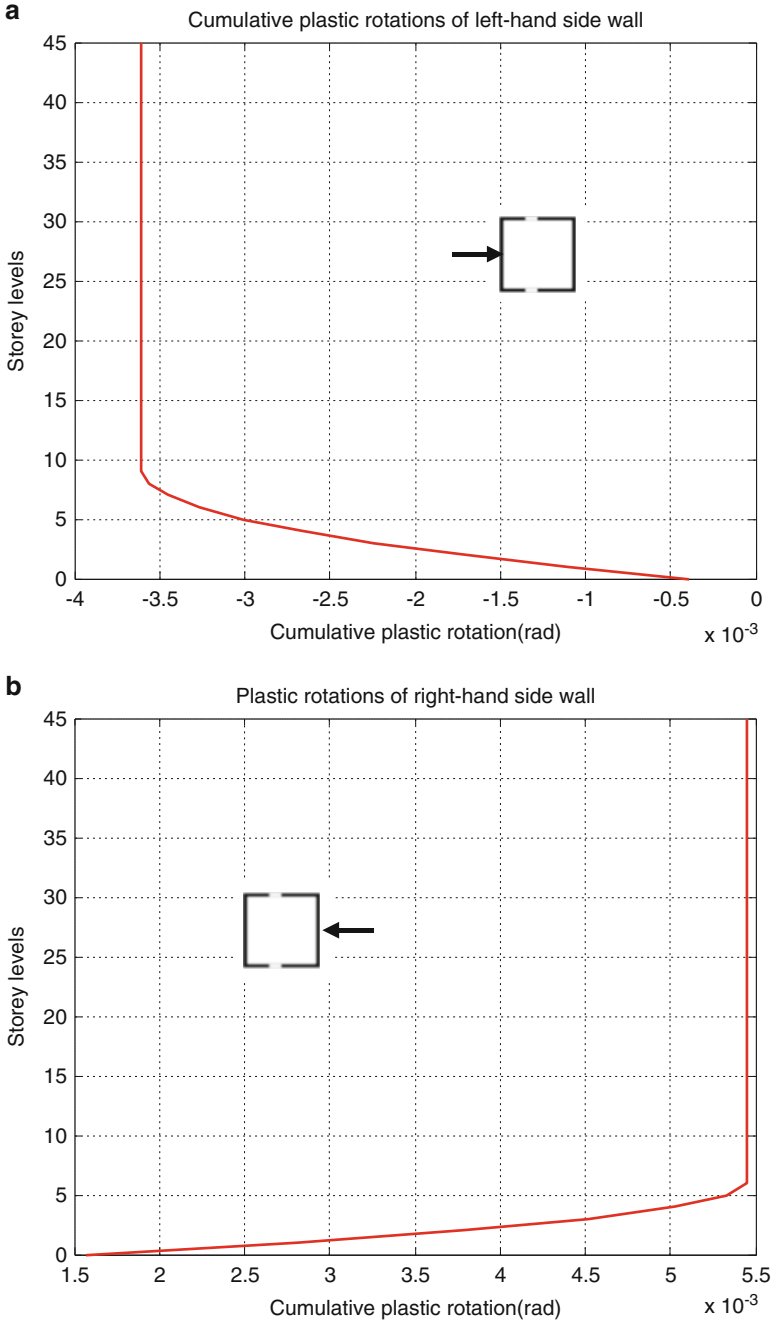 a
Cumulative plastic rotations of left-hand side wall
45
40
35
30
25
20
15
10
5
0
Storey levels
-4 -3.5 -3 -2.5 -2 -1.5 -1 -0.5 0
Cumulative plastic rotation(rad)
x 10-3
b
Plastic rotations of right-hand side wall
45
40
35
30
25
20
15
10
5
0
Storey levels
1.5 2 2.5 3 3.5 4 4.5 5 5.5
Cumulative plastic rotation(rad)
x 10-3